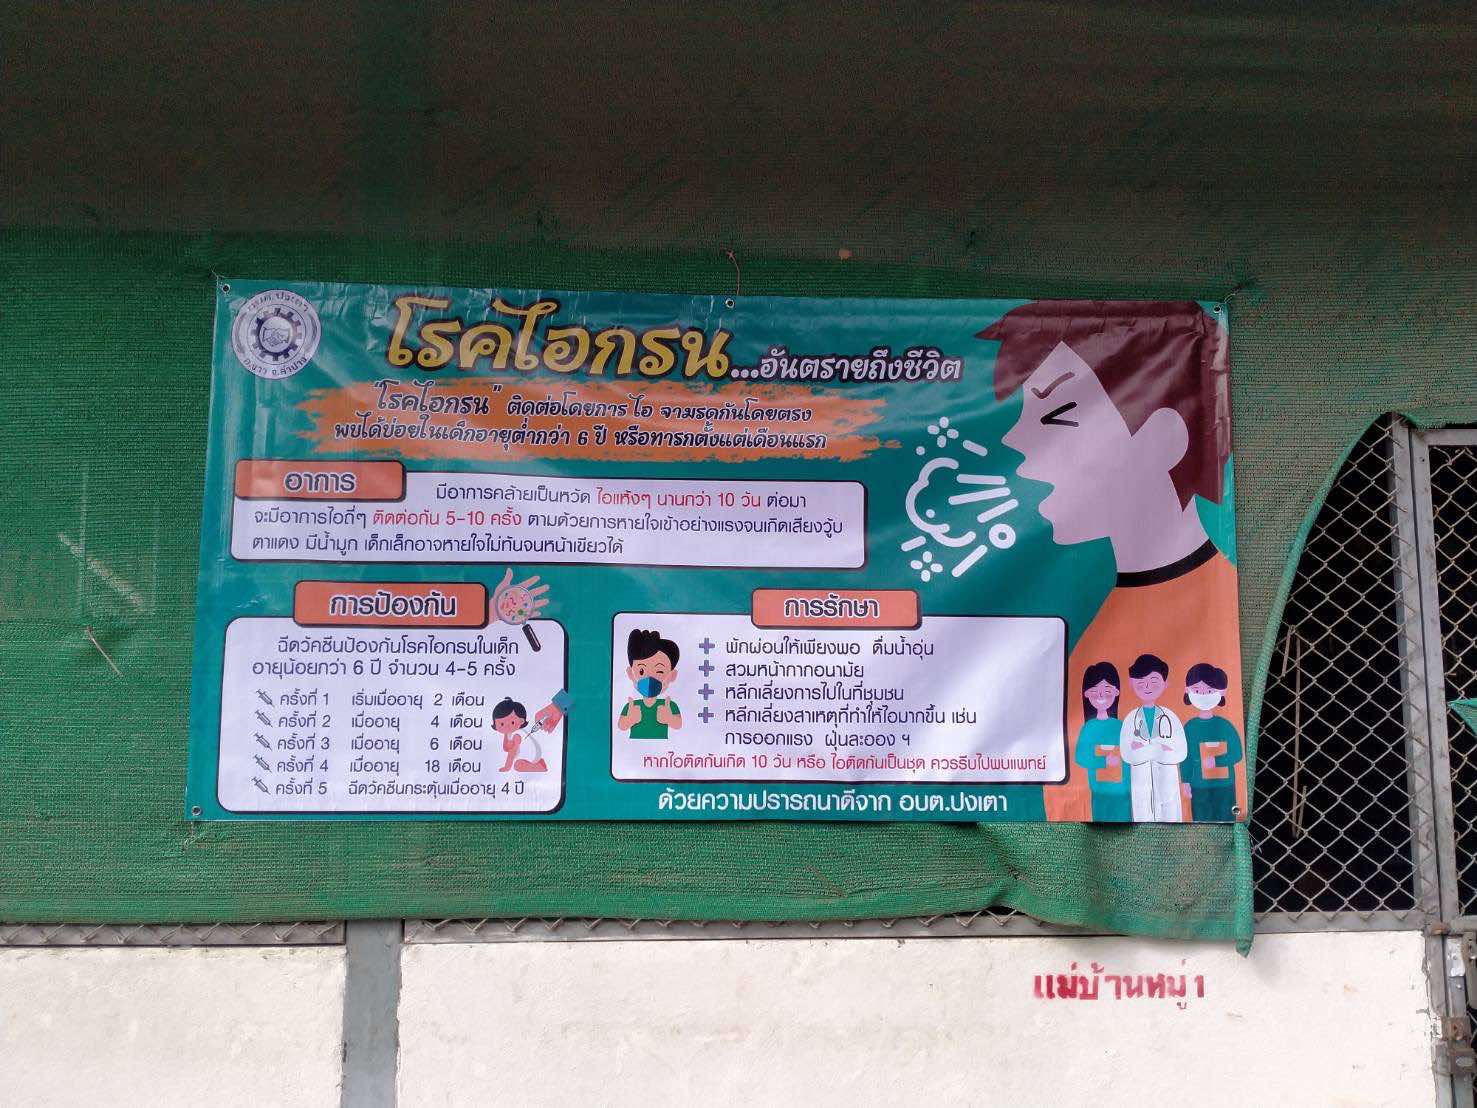 อบต.ปงเตา
อ.งาว จ.ลำปาง
โรคไอกรน...อันตรายถึงชีวิต
"โรคไอกรน" ติดต่อโดยการ ไอ จามรดกันโดยตรง
พบได้บ่อยในเด็กอายุต่ำกว่า 6 ปี หรือทารกตั้งแต่เดือนแรก
อาการ
มีอาการคล้ายเป็นหวัด ไอแห้งๆ นานกว่า 10 วัน ต่อมา
จะมีอาการไอถี่ๆ ติดต่อกัน 5-10 ครั้ง ตามด้วยการหายใจเข้าอย่างแรงจนเกิดเสียงวู้บ
ตาแดง มีน้ำมูก เด็กเล็กอาจหายใจไม่ทันจนหน้าเขียวได้
การป้องกัน
ฉีดวัคซีนป้องกันโรคไอกรนในเด็ก
อายุน้อยกว่า 6 ปี จำนวน 4-5 ครั้ง
ครั้งที่ 1 เริ่มเมื่ออายุ 2 เดือน
ครั้งที่ 2 เมื่ออายุ 4 เดือน
ครั้งที่ 3 เมื่ออายุ 6 เดือน
ครั้งที่ 4 เมื่ออายุ 18 เดือน
ครั้งที่ 5 ฉีดวัคซีนกระตุ้นเมื่ออายุ 4 ปี
การรักษา
พักผ่อนให้เพียงพอ ดื่มน้ำอุ่น
สวมหน้ากากอนามัย
หลีกเลี่ยงการไปในที่ชุมชน
หลีกเลี่ยงสาเหตุที่ทำให้ไอมากขึ้น เช่น
การออกแรง ฝุ่นละออง ฯ
หากไอติดกันเกิด 10 วัน หรือ ไอติดกันเป็นชุด ควรรีบไปพบแพทย์
ด้วยความปรารถนาดีจาก อบต.ปงเตา
แม่บ้านหมู่ 1